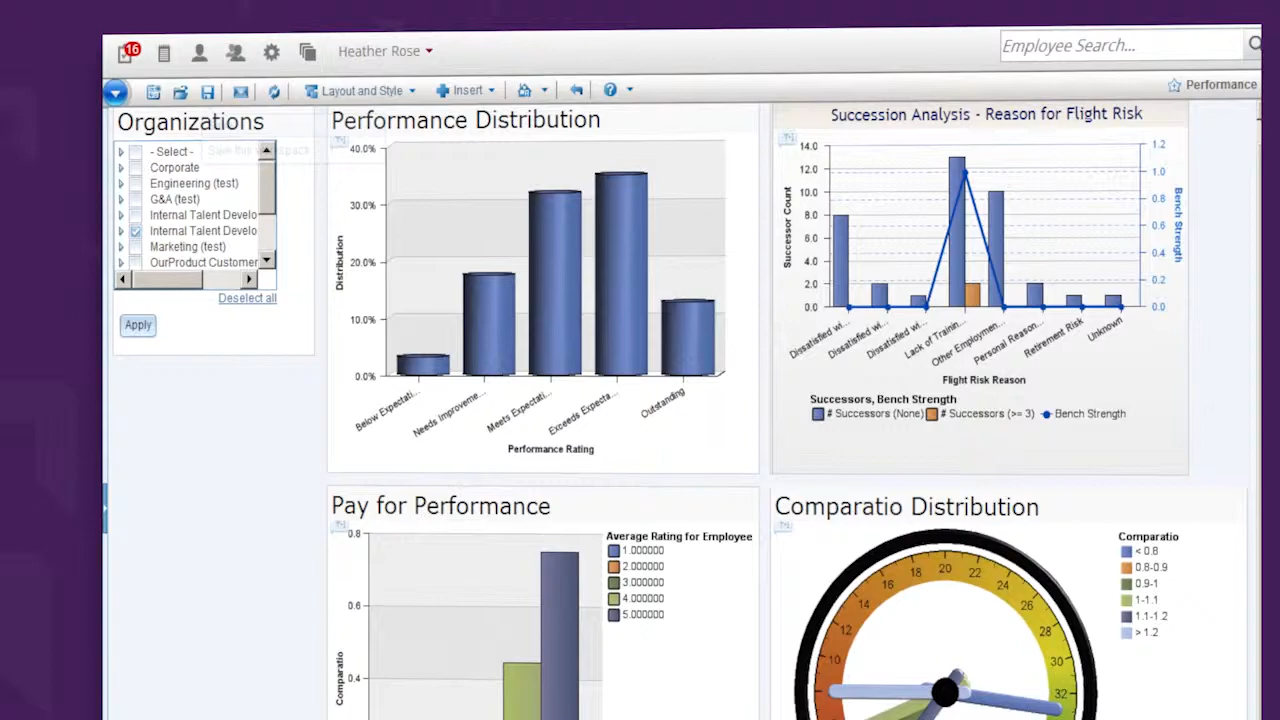 16
Heather Rose
Employee Search...
Layout and Style
Insert
Performance
Organizations
- Select -
Corporate
Engineering (test)
G&A (test)
Internal Talent Develo
Internal Talent Develo
Marketing (test)
OurProduct Customer
Deselect all
Apply
Performance Distribution
40.0%
30.0%
20.0%
10.0%
0.0%
Distribution
Below Expectati...
Needs Improveme...
Meets Expectati...
Exceeds Expecta...
Outstanding
Performance Rating
Succession Analysis - Reason for Flight Risk
14.0
12.0
10.0
8.0
6.0
4.0
2.0
0.0
Successor Count
1.2
1.0
0.8
0.6
0.4
0.2
0.0
Bench Strength
Dissatisfied wi...
Dissatisfied wi...
Dissatisfied wi...
Lack of Trainin...
Other Employmen...
Personal Reason...
Retirement Risk
Unknown
Flight Risk Reason
Successors, Bench Strength
# Successors (None)
# Successors (>= 3)
Bench Strength
Pay for Performance
0.8
0.6
0.4
Comparatio
Average Rating for Employee
1.000000
2.000000
3.000000
4.000000
5.000000
Comparatio Distribution
10
12
14
16
18
20
22
24
26
28
30
32
Comparatio
< 0.8
0.8-0.9
0.9-1
1-1.1
1.1-1.2
> 1.2